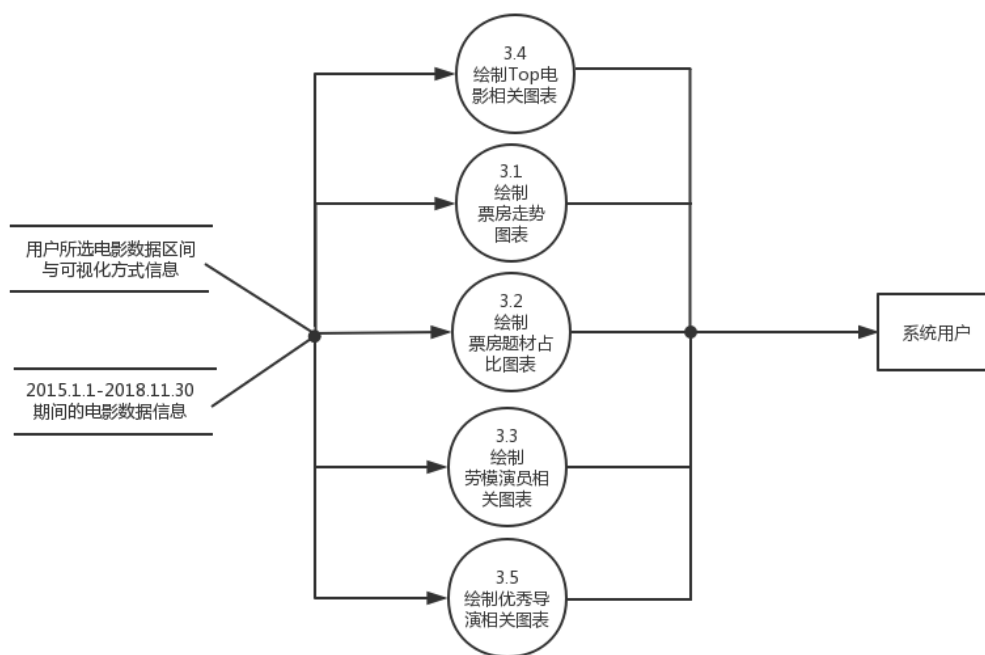 3.4
绘制Top电
影相关图表
3.1
绘制
票房走势
图表
用户所选电影数据区间
与可视化方式信息
3.2
绘制
票房题材占
比图表
系统用户
2015.1.1-2018.11.30
期间的电影数据信息
3.3
绘制
劳模演员相
关图表
3.5
绘制优秀导
演相关图表